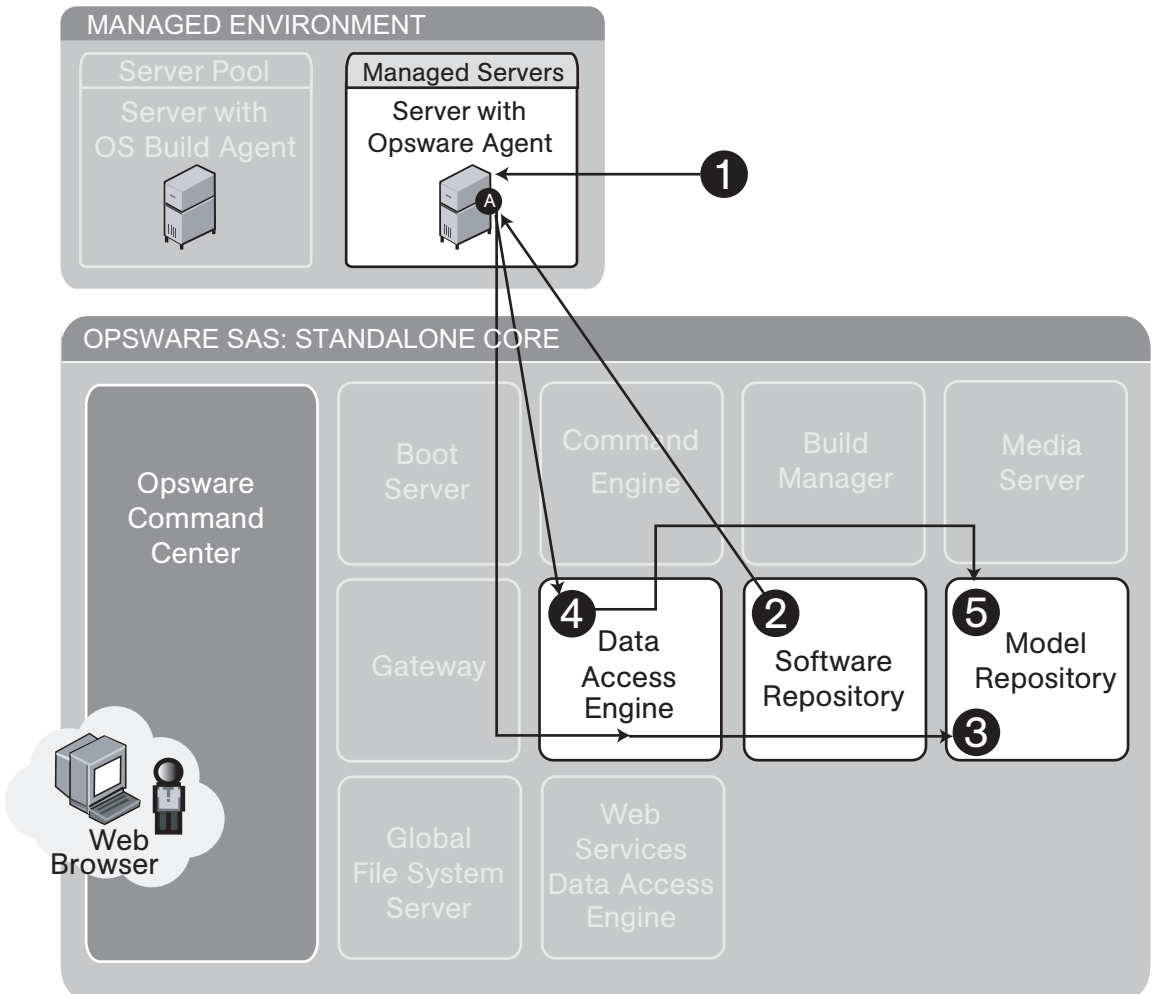 MANAGED ENVIRONMENT
Server Pool
Server with
OS Build Agent
Managed Servers
Server with
Opsware Agent
A
1
OPSWARE SAS: STANDALONE CORE
Opsware
Command
Center
Boot
Server
Command
Engine
Build
Manager
Media
Server
Gateway
4
Data
Access
Engine
2
Software
Repository
5
Model
Repository
3
Web
Browser
Global
File System
Server
Web
Services
Data Access
Engine